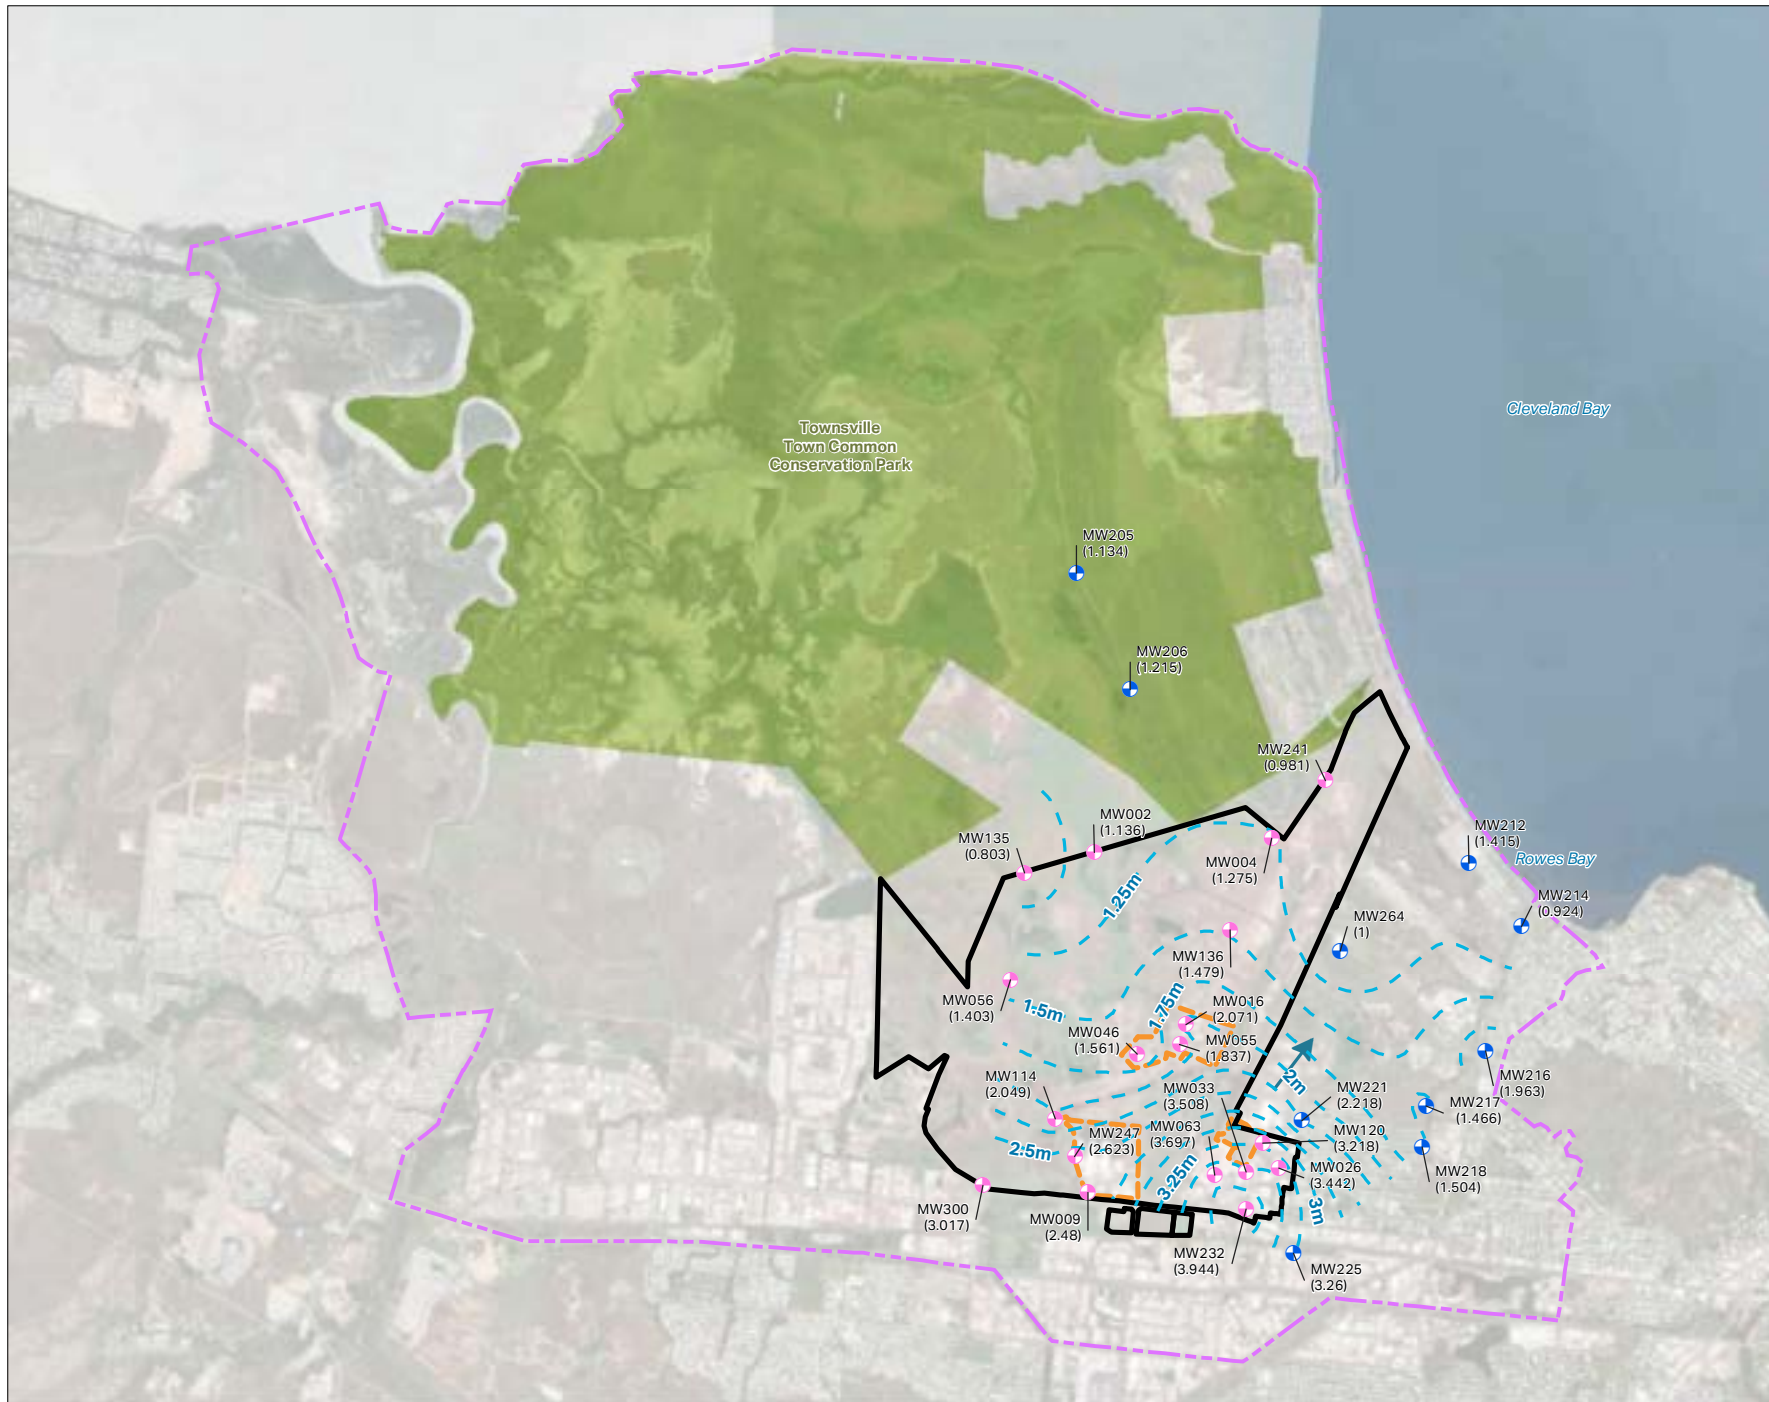 Cleveland Bay
Townsville
Town Common
Conservation Park
MW205
(1.134)
MW206
(1.215)
MW241
(0.981)
MW002
(1.136)
MW135
(0.803)
MW212
(1.415)
Rowes Bay
MW004
(1.275)
1.25m
MW214
(0.924)
MW264
(1)
MW136
(1.479)
MW056
(1.403)
1.5m
1.75m
MW016
(2.071)
MW046
(1.561)
MW055
(1.837)
MW114
(2.049)
MW033
(3.508)
2m
MW221
(2.218)
MW216
(1.963)
MW217
(1.466)
MW247
(2.623)
MW063
(3.697)
MW120
(3.218)
2.5m
3.25m
MW026
(3.442)
MW218
(1.504)
MW300
(3.017)
MW009
(2.48)
3m
MW232
(3.944)
MW225
(3.26)